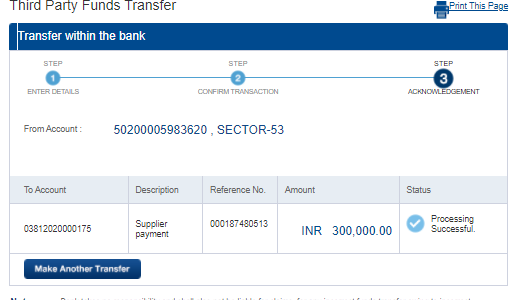 Third Party Funds Transfer
Print This Page
Transfer within the bank
STEP STEP STEP
1 2 3
ENTER DETAILS CONFIRM TRANSACTION ACKNOWLEDGEMENT
From Account : 50200005983620 , SECTOR-53
To Account Description Reference No. Amount Status
03812020000175 Supplier payment 000187480513 INR 300,000.00 Processing Successful.
Make Another Transfer